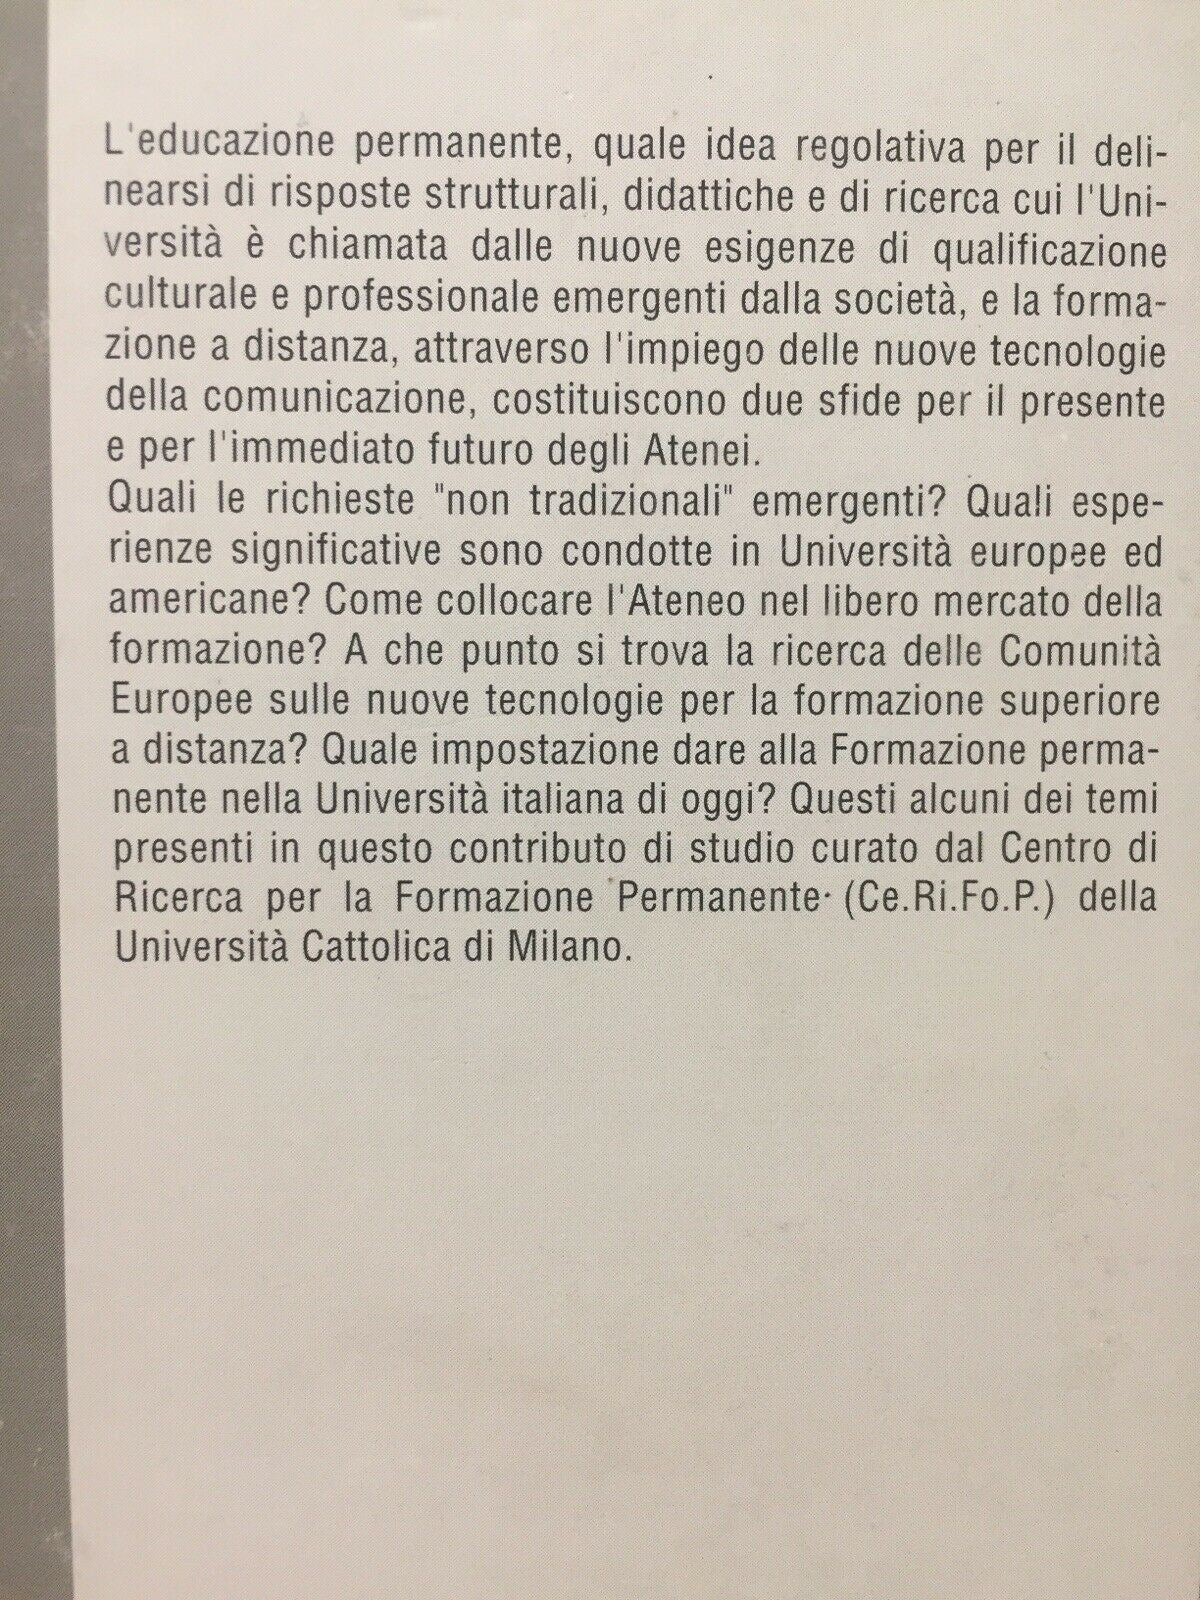 L'educazione permanente, quale idea regolativa per il deli-
nearsi di risposte strutturali, didattiche e di ricerca cui l'Uni-
versità è chiamata dalle nuove esigenze di qualificazione
culturale e professionale emergenti dalla società, e la forma-
zione a distanza, attraverso l'impiego delle nuove tecnologie
della comunicazione, costituiscono due sfide per il presente
e per l'immediato futuro degli Atenei.
Quali le richieste "non tradizionali" emergenti? Quali espe-
rienze significative sono condotte in Università europee ed
americane? Come collocare l'Ateneo nel libero mercato della
formazione? A che punto si trova la ricerca delle Comunità
Europee sulle nuove tecnologie per la formazione superiore
a distanza? Quale impostazione dare alla Formazione perma-
nente nella Università italiana di oggi? Questi alcuni dei temi
presenti in questo contributo di studio curato dal Centro di
Ricerca per la Formazione Permanente (Ce.Ri.Fo.P.) della
Università Cattolica di Milano.